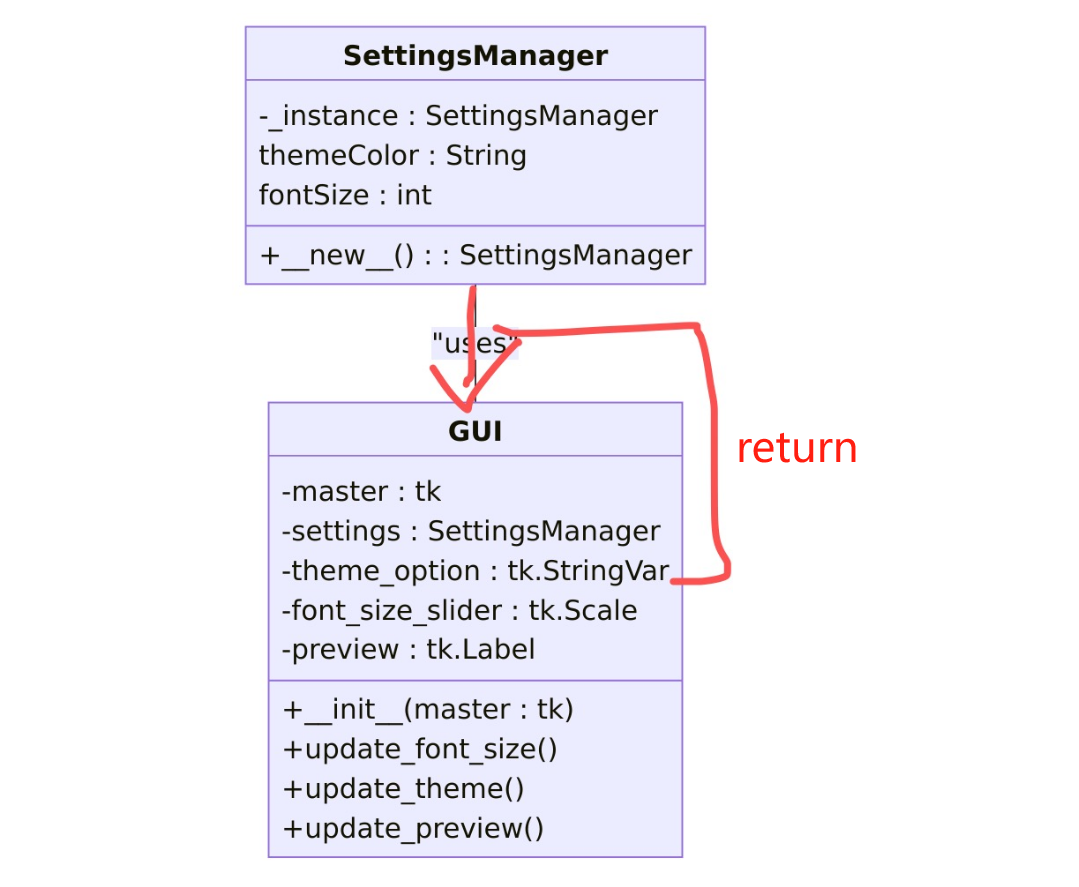 SettingsManager
-_instance : SettingsManager
themeColor : String
fontSize : int
+__new__() : : SettingsManager
"uses"
GUI
-master : tk
-settings : SettingsManager
-theme_option : tk.StringVar
-font_size_slider : tk.Scale
-preview : tk.Label
+__init__(master : tk)
+update_font_size()
+update_theme()
+update_preview()
return